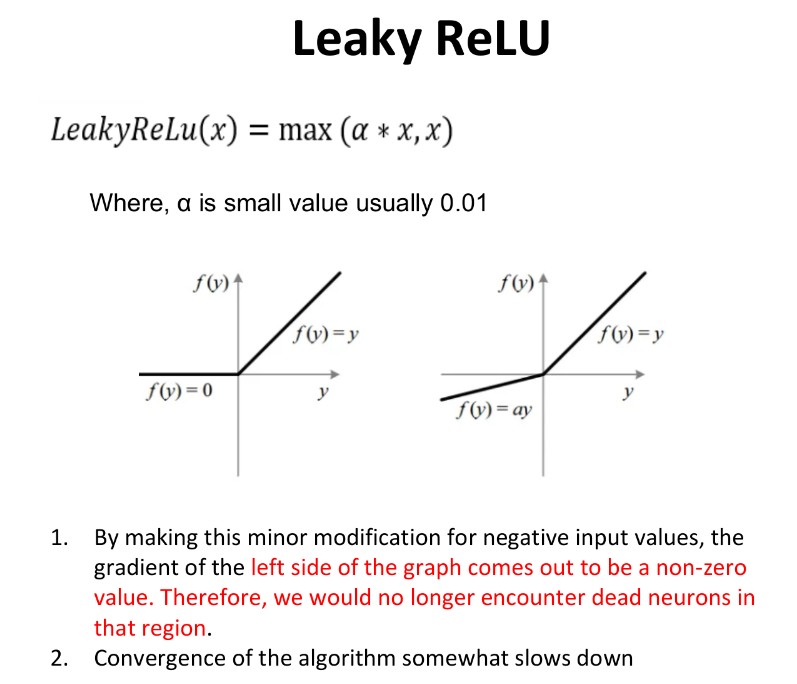 Leaky ReLU
LeakyReLu(x) = max (α * x, x)
Where, α is small value usually 0.01
f(y)
f(y) = y
f(y) = 0
y
f(y)
f(y) = y
f(y) = ay
y
1. By making this minor modification for negative input values, the
gradient of the left side of the graph comes out to be a non-zero
value. Therefore, we would no longer encounter dead neurons in
that region.
2. Convergence of the algorithm somewhat slows down